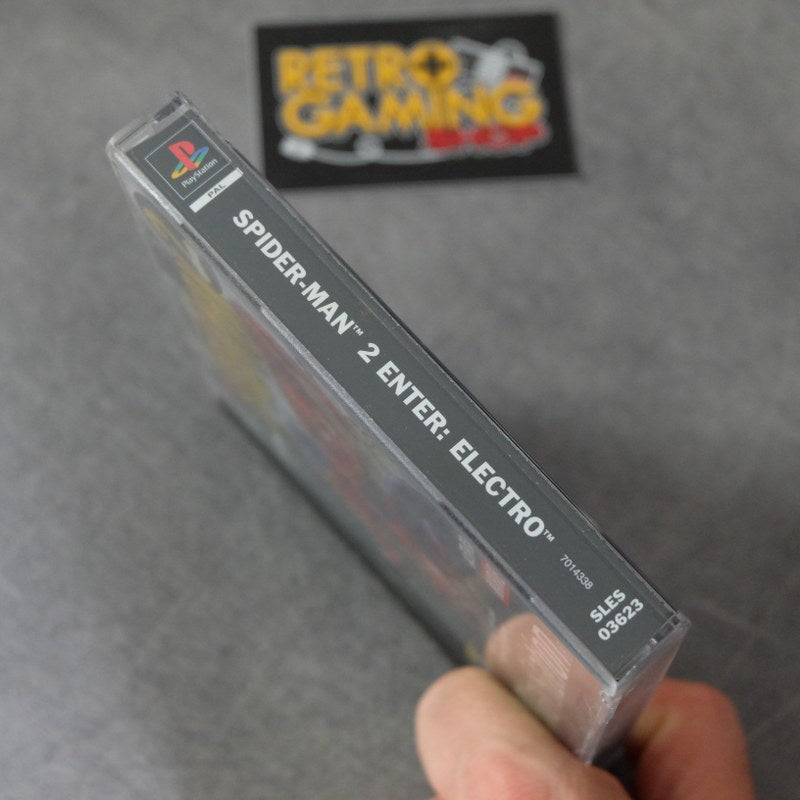 RETRO
GAMING
SHOP
PlayStation
PAL
SPIDER-MAN™ 2 ENTER: ELECTRO™
7014338
SLES
03623